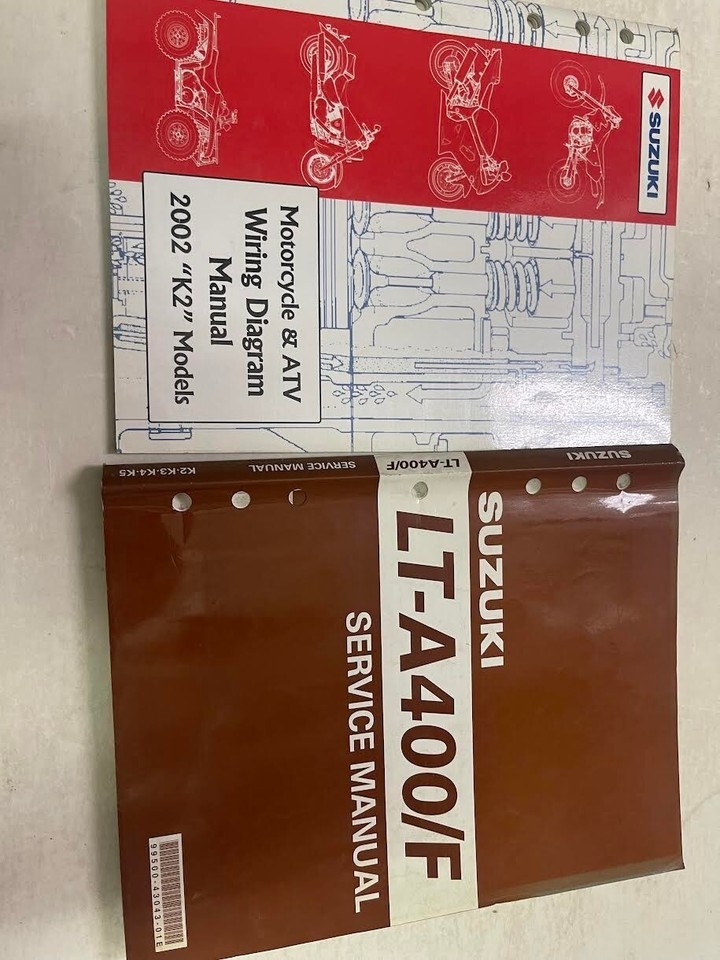 SUZUKI
Motorcycle & ATV
Wiring Diagram
Manual
2002 "K2" Models
SUZUKI
LT-A400/F
SERVICE MANUAL
K2·K3·K4·K5
SUZUKI
LT-A400/F
SERVICE MANUAL
99500-43043-01E